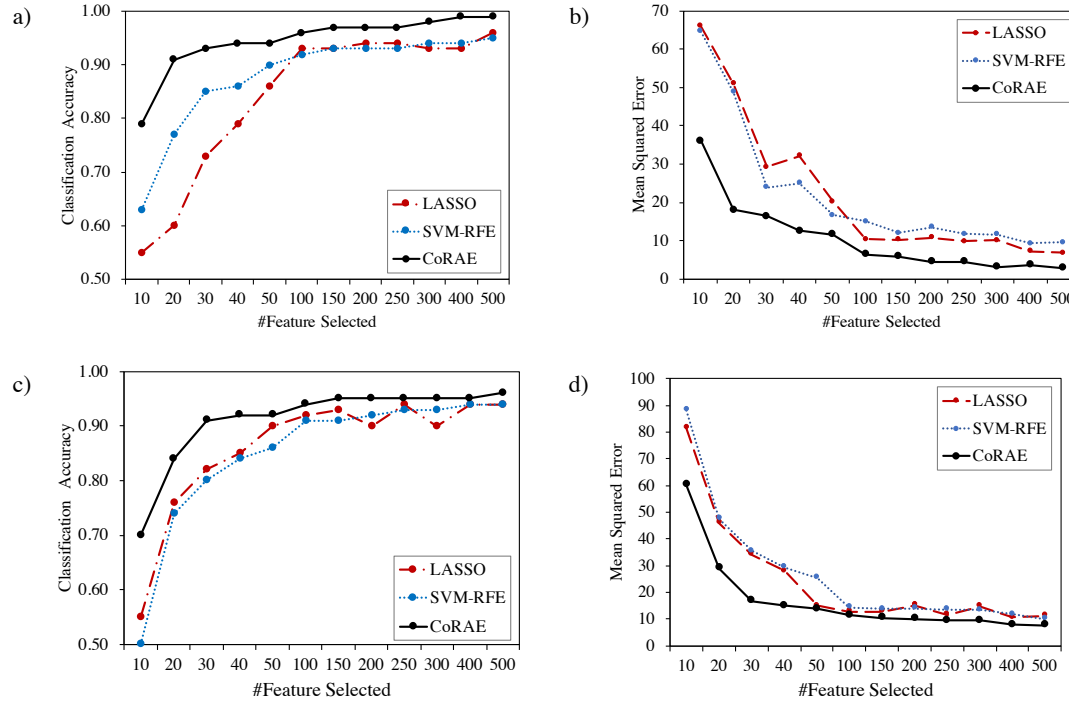 a)
Classification Accuracy
1.00
0.90
0.80
0.70
0.60
0.50
10 20 30 40 50 100 150 200 250 300 400 500
#Feature Selected
LASSO
SVM-RFE
CoRAE
b)
Mean Squared Error
70
60
50
40
30
20
10
0
10 20 30 40 50 100 150 200 250 300 400 500
#Feature Selected
LASSO
SVM-RFE
CoRAE
c)
Classification Accuracy
1.00
0.90
0.80
0.70
0.60
0.50
10 20 30 40 50 100 150 200 250 300 400 500
#Feature Selected
LASSO
SVM-RFE
CoRAE
d)
Mean Squared Error
100
90
80
70
60
50
40
30
20
10
0
10 20 30 40 50 100 150 200 250 300 400 500
#Feature Selected
LASSO
SVM-RFE
CoRAE